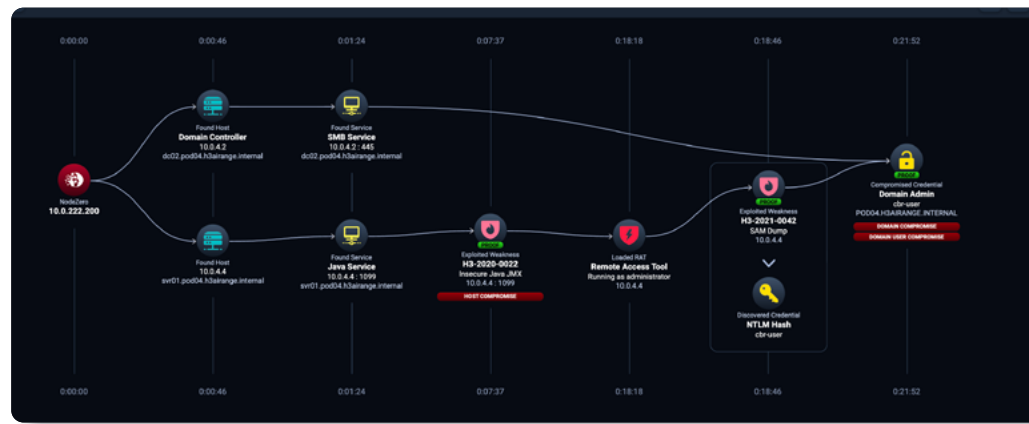 0:00:00
0:00:46
0:01:24
0:07:37
0:18:18
0:18:46
0:21:52
Found Host
Domain Controller
10.0.4.2
dc02.pod04.h3airange.internal
Found Service
SMB Service
10.0.4.2 : 445
dc02.pod04.h3airange.internal
PROOF
Compromised Credential
Domain Admin
cbr-user
POD04.H3AIRANGE.INTERNAL
DOMAIN COMPROMISE
DOMAIN USER COMPROMISE
NodeZero
10.0.222.200
Found Host
10.0.4.4
svr01.pod04.h3airange.internal
Found Service
Java Service
10.0.4.4 : 1099
svr01.pod04.h3airange.internal
PROOF
Exploited Weakness
H3-2020-0022
Insecure Java JMX
10.0.4.4 : 1099
HOST COMPROMISE
Loaded RAT
Remote Access Tool
Running as administrator
10.0.4.4
PROOF
Exploited Weakness
H3-2021-0042
SAM Dump
10.0.4.4
Discovered Credential
NTLM Hash
cbr-user
0:00:00
0:00:46
0:01:24
0:07:37
0:18:18
0:18:46
0:21:52